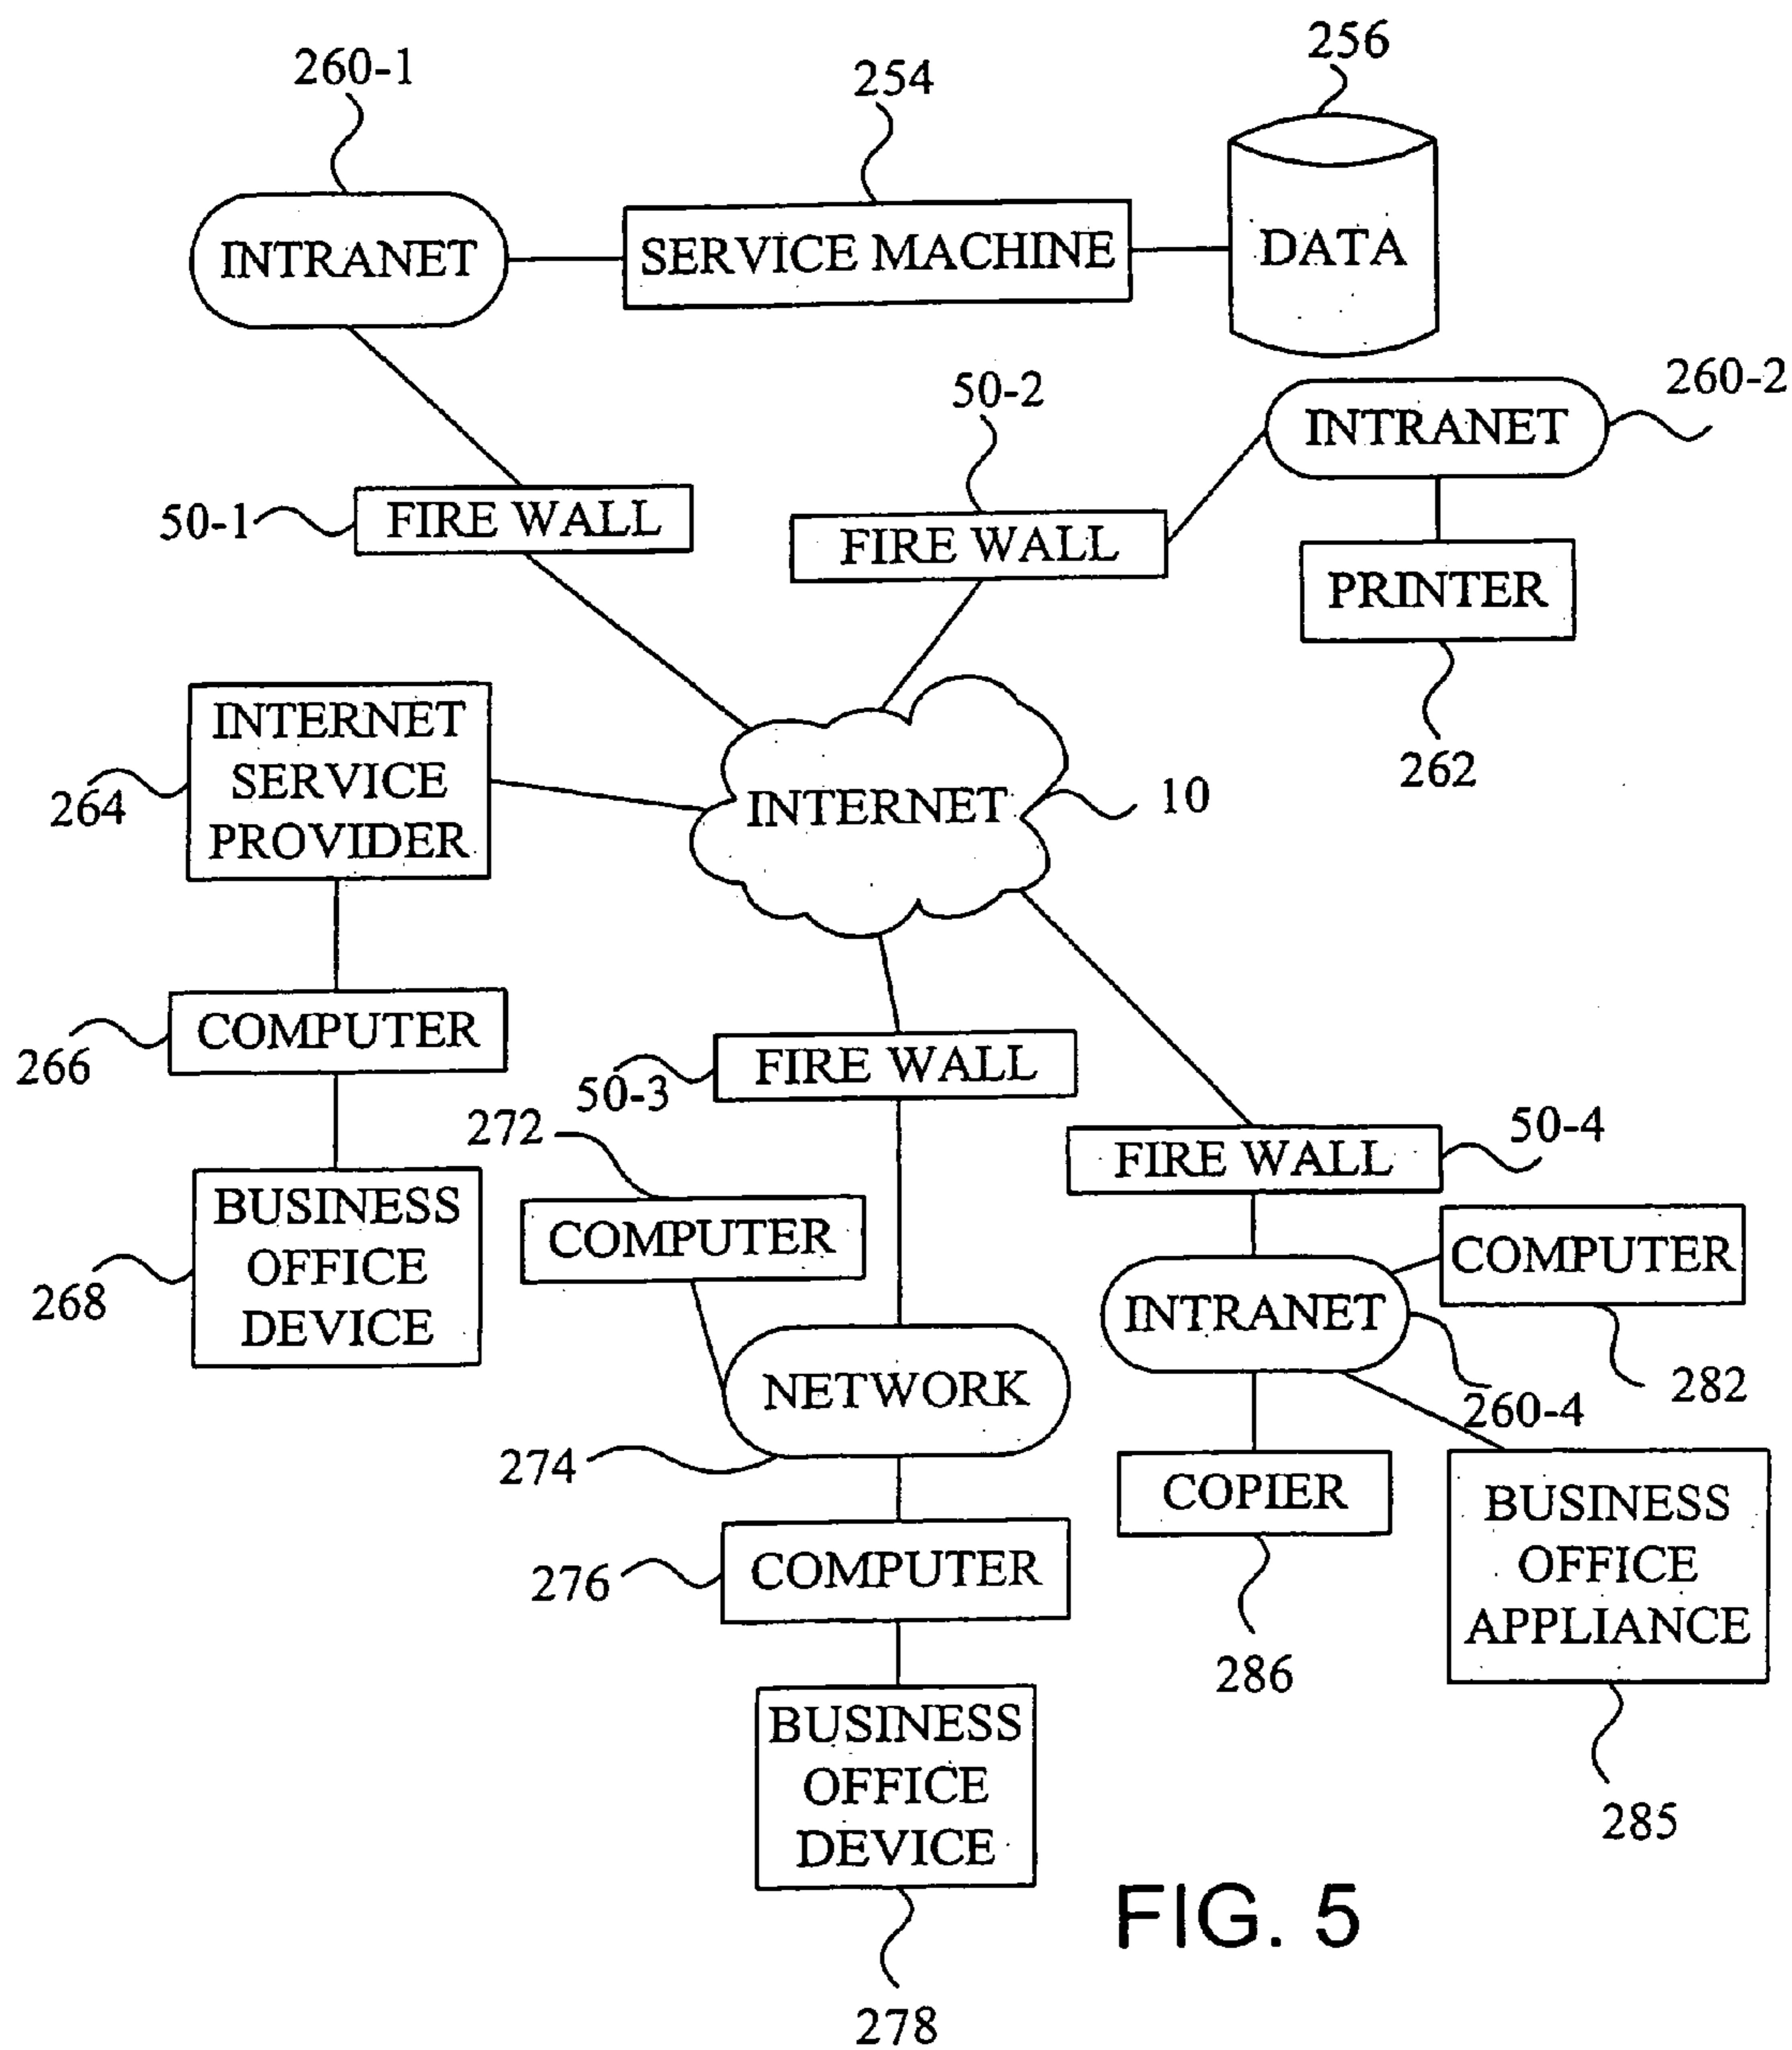 256
260-1
254
INTRANET
SERVICE MACHINE
DATA
50-2
260-2
INTRANET
50-1
FIRE WALL
FIRE WALL
PRINTER
262
INTERNET
SERVICE
PROVIDER
264
INTERNET
10
COMPUTER
266
FIRE WALL
50-3
272
50-4
FIRE WALL
BUSINESS
OFFICE
DEVICE
268
COMPUTER
COMPUTER
282
INTRANET
260-4
NETWORK
274
COPIER
286
BUSINESS
OFFICE
APPLIANCE
285
COMPUTER
276
BUSINESS
OFFICE
DEVICE
278
FIG. 5